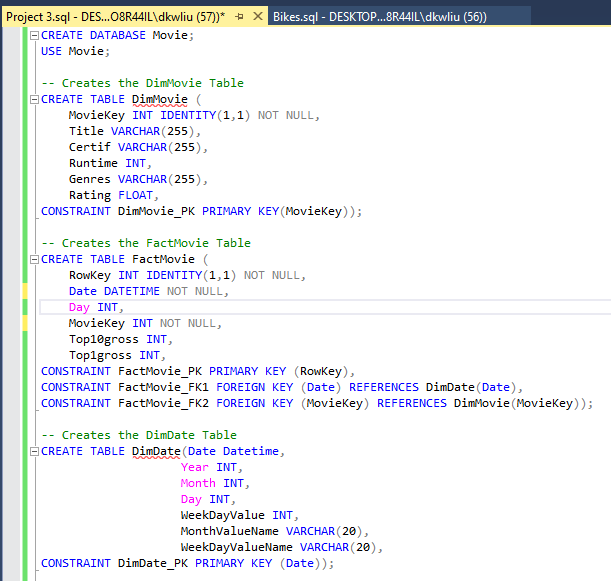 Project 3.sql - DES...O8R44IL\dkwliu (57))* Bikes.sql - DESKTOP...8R44IL\dkwliu (56))
CREATE DATABASE Movie;
USE Movie;
-- Creates the DimMovie Table
CREATE TABLE DimMovie (
MovieKey INT IDENTITY(1,1) NOT NULL,
Title VARCHAR(255),
Certif VARCHAR(255),
Runtime INT,
Genres VARCHAR(255),
Rating FLOAT,
CONSTRAINT DimMovie_PK PRIMARY KEY(MovieKey));
-- Creates the FactMovie Table
CREATE TABLE FactMovie (
RowKey INT IDENTITY(1,1) NOT NULL,
Date DATETIME NOT NULL,
Day INT,
MovieKey INT NOT NULL,
Top10gross INT,
Top1gross INT,
CONSTRAINT FactMovie_PK PRIMARY KEY (RowKey),
CONSTRAINT FactMovie_FK1 FOREIGN KEY (Date) REFERENCES DimDate(Date),
CONSTRAINT FactMovie_FK2 FOREIGN KEY (MovieKey) REFERENCES DimMovie(MovieKey));
-- Creates the DimDate Table
CREATE TABLE DimDate(Date Datetime,
Year INT,
Month INT,
Day INT,
WeekDayValue INT,
MonthValueName VARCHAR(20),
WeekDayValueName VARCHAR(20),
CONSTRAINT DimDate_PK PRIMARY KEY (Date));